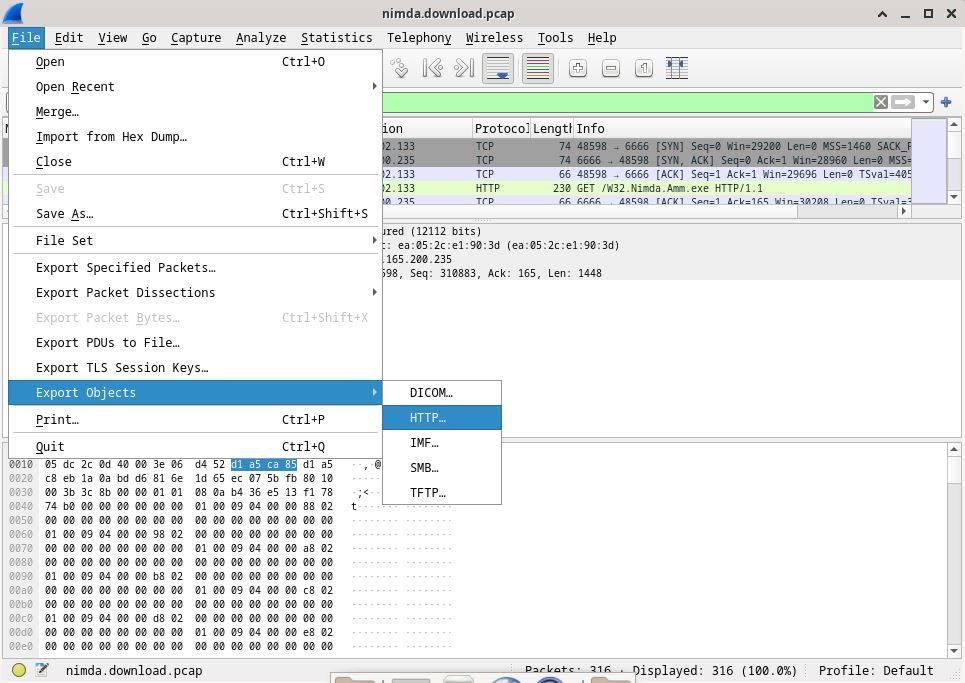 nimda.download.pcap
File Edit View Go Capture Analyze Statistics Telephony Wireless Tools Help
Open Ctrl+O
Open Recent
Merge…
Import from Hex Dump…
Close Ctrl+W
Save Ctrl+S
Save As… Ctrl+Shift+S
File Set
Export Specified Packets…
Export Packet Dissections
Export Packet Bytes… Ctrl+Shift+X
Export PDUs to File…
Export TLS Session Keys…
Export Objects
Print… Ctrl+P
Quit Ctrl+Q
DICOM…
HTTP…
IMF…
SMB…
TFTP…
ion Protocol Length Info
02.133 TCP 74 48598 → 6666 [SYN] Seq=0 Win=29200 Len=0 MSS=1460 SACK_P
00.235 TCP 74 6666 → 48598 [SYN, ACK] Seq=0 Ack=1 Win=28960 Len=0 MSS=
02.133 TCP 66 48598 → 6666 [ACK] Seq=1 Ack=1 Win=29696 Len=0 TSval=405
02.133 HTTP 230 GET /W32.Nimda.Amm.exe HTTP/1.1
00.235 TCP 66 6666 → 48598 [ACK] Seq=1 Ack=165 Win=30208 Len=0 TSval=3
ured (12112 bits)
c: ea:05:2c:e1:90:3d (ea:05:2c:e1:90:3d)
.165.200.235
598, Seq: 310883, Ack: 165, Len: 1448
0010 05 dc 2c 0d 40 00 3e 06 d4 52 d1 a5 ca 85 d1 a5 ··,·@
0020 c8 eb 1a 0a bd d6 81 6e 1d 65 ec 07 5b fb 80 10
0030 00 3b 3c 8b 00 00 01 01 08 0a b4 36 e5 13 f1 78 ·;<
0040 74 b0 00 00 00 00 00 00 01 00 09 04 00 00 88 02 t······· ········
0050 00 00 00 00 00 00 00 00 00 00 00 00 00 00 00 00 ········ ········
0060 01 00 09 04 00 00 98 02 00 00 00 00 00 00 00 00 ········ ········
0070 00 00 00 00 00 00 00 00 01 00 09 04 00 00 a8 02 ········ ········
0080 00 00 00 00 00 00 00 00 00 00 00 00 00 00 00 00 ········ ········
0090 01 00 09 04 00 00 b8 02 00 00 00 00 00 00 00 00 ········ ········
00a0 00 00 00 00 00 00 00 00 01 00 09 04 00 00 c8 02 ········ ········
00b0 00 00 00 00 00 00 00 00 00 00 00 00 00 00 00 00 ········ ········
00c0 01 00 09 04 00 00 d8 02 00 00 00 00 00 00 00 00 ········ ········
00d0 00 00 00 00 00 00 00 00 01 00 09 04 00 00 e8 02 ········ ········
00e0 00 00 00 00 00 00 00 00 00 00 00 00 00 00 00 00 ········ ········
nimda.download.pcap Packets: 316 · Displayed: 316 (100.0%) Profile: Default